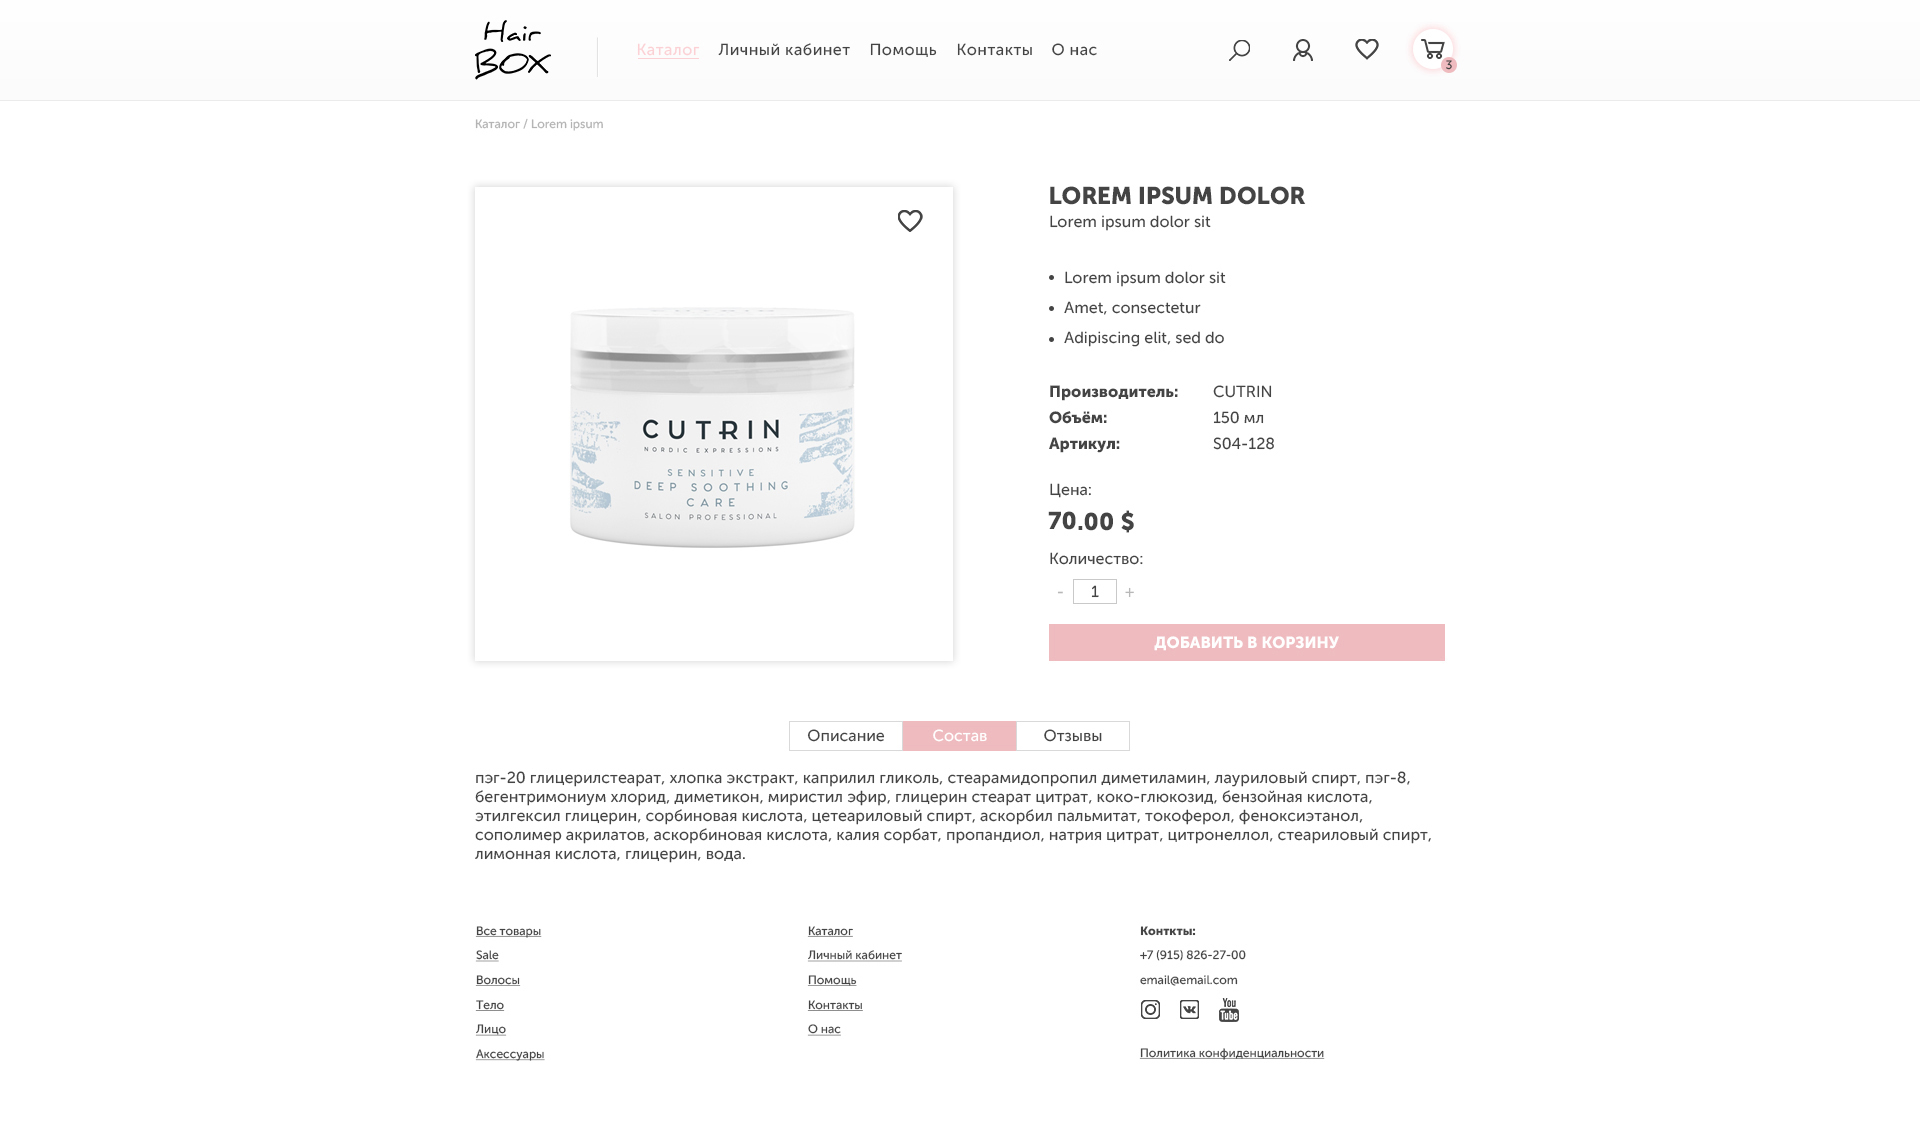 Hair
BOX
Каталог Личный кабинет Помощь Контакты О нас
3
Каталог / Lorem ipsum
LOREM IPSUM DOLOR
Lorem ipsum dolor sit
• Lorem ipsum dolor sit
• Amet, consectetur
• Adipiscing elit, sed do
CUTRIN
CUTRIN
NORDIC EXPRESSIONS
SENSITIVE
DEEP SOOTHING
CARE
SALON PROFESSIONAL
Производитель: CUTRIN
Объём: 150 мл
Артикул: S04-128
Цена:
70.00 $
Количество:
- 1 +
ДОБАВИТЬ В КОРЗИНУ
Описание Состав Отзывы
пэг-20 глицерилстеарат, хлопка экстракт, каприлил гликоль, стеарамидопропил диметиламин, лауриловый спирт, пэг-8,
бегентримониум хлорид, диметикон, миристил эфир, глицерин стеарат цитрат, коко-глюкозид, бензойная кислота,
этилгексил глицерин, сорбиновая кислота, цетеариловый спирт, аскорбил пальмитат, токоферол, феноксиэтанол,
сополимер акрилатов, аскорбиновая кислота, калия сорбат, пропандиол, натрия цитрат, цитронеллол, стеариловый спирт,
лимонная кислота, глицерин, вода.
Все товары
Sale
Волосы
Тело
Лицо
Аксессуары
Каталог
Личный кабинет
Помощь
Контакты
О нас
Конткты:
+7 (915) 826-27-00
email@email.com
You
Tube
Политика конфиденциальности